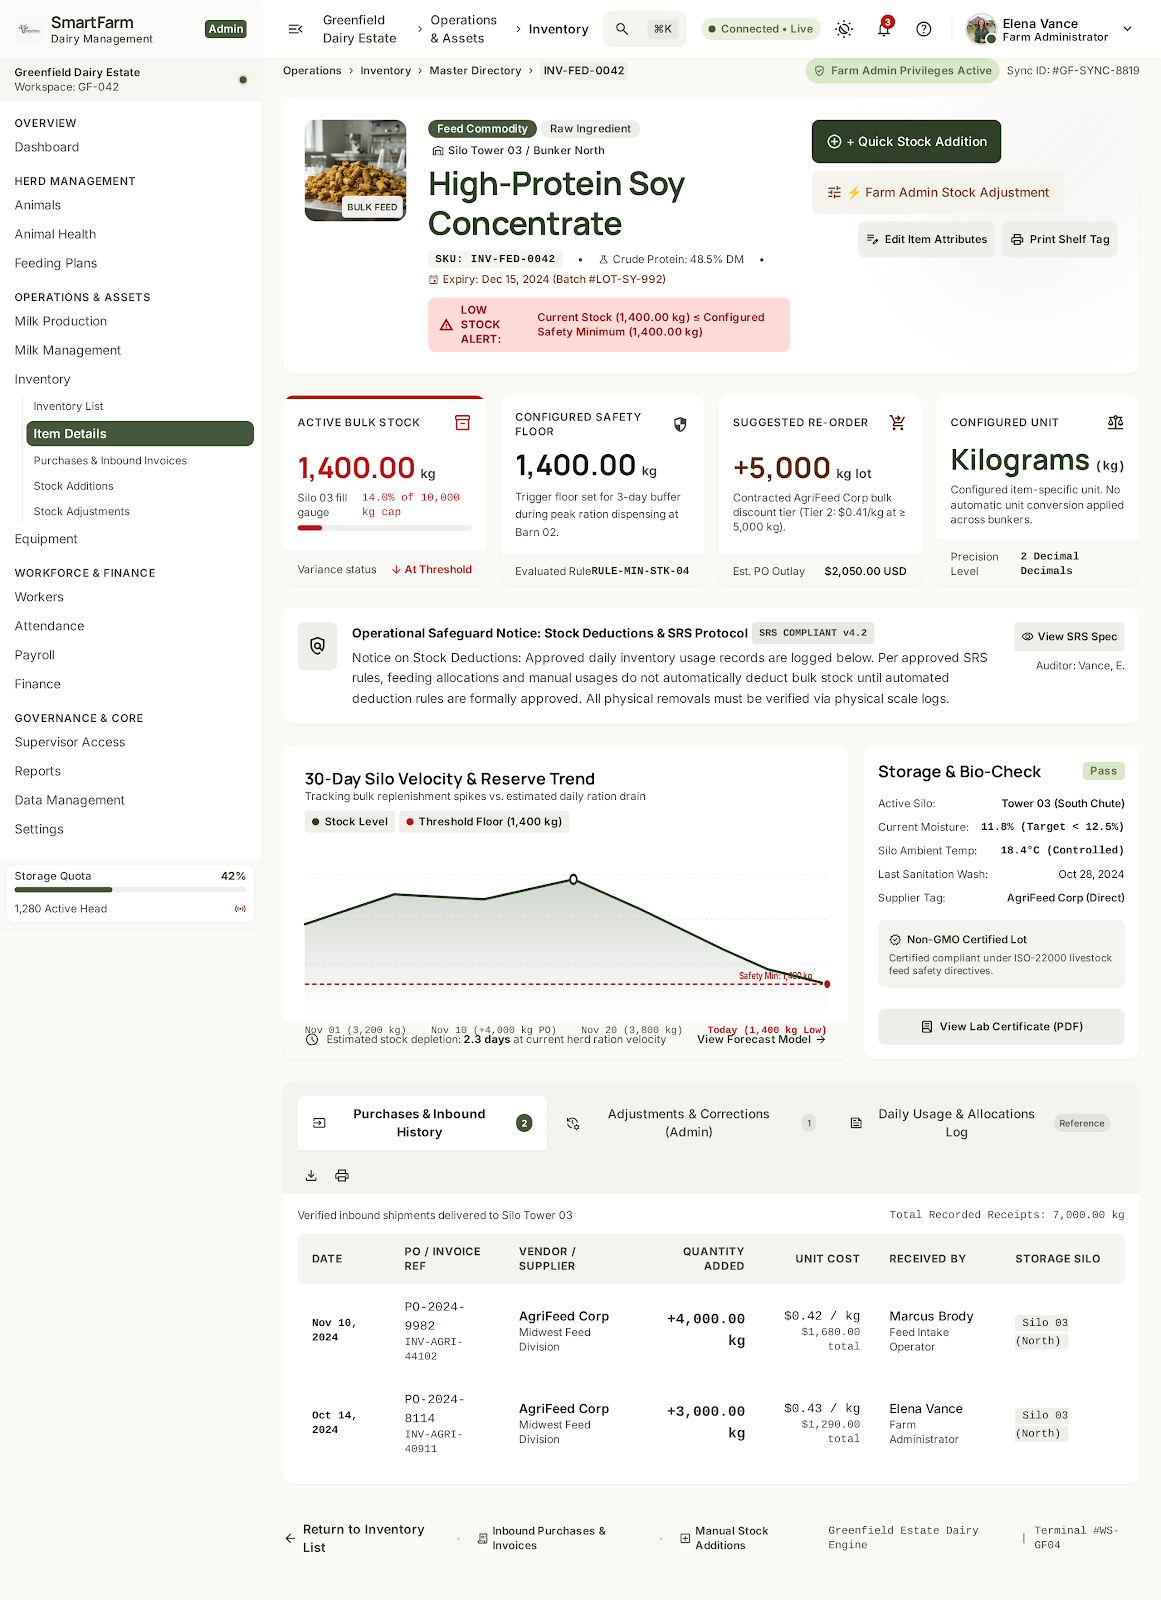 SmartFarm
Dairy Management
Admin
Greenfield Dairy Estate
Workspace: GF-042
OVERVIEW
Dashboard
HERD MANAGEMENT
Animals
Animal Health
Feeding Plans
OPERATIONS & ASSETS
Milk Production
Milk Management
Inventory
Inventory List
Item Details
Purchases & Inbound Invoices
Stock Additions
Stock Adjustments
Equipment
WORKFORCE & FINANCE
Workers
Attendance
Payroll
Finance
GOVERNANCE & CORE
Supervisor Access
Reports
Data Management
Settings
Storage Quota 42%
1,280 Active Head
Greenfield Dairy Estate › Operations & Assets › Inventory
⌘K
Connected • Live
3
Elena Vance
Farm Administrator
Operations › Inventory › Master Directory › INV-FED-0042
Farm Admin Privileges Active
Sync ID: #GF-SYNC-8819
BULK FEED
Feed Commodity Raw Ingredient
Silo Tower 03 / Bunker North
High-Protein Soy
Concentrate
SKU: INV-FED-0042 • Crude Protein: 48.5% DM •
Expiry: Dec 15, 2024 (Batch #LOT-SY-992)
LOW STOCK ALERT:
Current Stock (1,400.00 kg) ≤ Configured
Safety Minimum (1,400.00 kg)
+ Quick Stock Addition
⚡ Farm Admin Stock Adjustment
Edit Item Attributes
Print Shelf Tag
ACTIVE BULK STOCK
1,400.00 kg
Silo 03 fill gauge
14.0% of 10,000 kg cap
Variance status ↓ At Threshold
CONFIGURED SAFETY FLOOR
1,400.00 kg
Trigger floor set for 3-day buffer
during peak ration dispensing at
Barn 02.
Evaluated Rule RULE-MIN-STK-04
SUGGESTED RE-ORDER
+5,000 kg lot
Contracted AgriFeed Corp bulk
discount tier (Tier 2: $0.41/kg at ≥
5,000 kg).
Est. PO Outlay $2,050.00 USD
CONFIGURED UNIT
Kilograms (kg)
Configured item-specific unit. No
automatic unit conversion applied
across bunkers.
Precision Level
2 Decimal Decimals
Operational Safeguard Notice: Stock Deductions & SRS Protocol SRS COMPLIANT v4.2
Notice on Stock Deductions: Approved daily inventory usage records are logged below. Per approved SRS
rules, feeding allocations and manual usages do not automatically deduct bulk stock until automated
deduction rules are formally approved. All physical removals must be verified via physical scale logs.
View SRS Spec
Auditor: Vance, E.
30-Day Silo Velocity & Reserve Trend
Tracking bulk replenishment spikes vs. estimated daily ration drain
Stock Level
Threshold Floor (1,400 kg)
Safety Min: 1,400 kg
Nov 01 (3,200 kg) Nov 10 (+4,000 kg PO) Nov 20 (3,800 kg) Today (1,400 kg Low)
Estimated stock depletion: 2.3 days at current herd ration velocity
View Forecast Model →
Storage & Bio-Check Pass
Active Silo: Tower 03 (South Chute)
Current Moisture: 11.8% (Target < 12.5%)
Silo Ambient Temp: 18.4°C (Controlled)
Last Sanitation Wash: Oct 28, 2024
Supplier Tag: AgriFeed Corp (Direct)
Non-GMO Certified Lot
Certified compliant under ISO-22000 livestock
feed safety directives.
View Lab Certificate (PDF)
Purchases & Inbound History 2
Adjustments & Corrections (Admin) 1
Daily Usage & Allocations Log Reference
Verified inbound shipments delivered to Silo Tower 03
Total Recorded Receipts: 7,000.00 kg
DATE PO / INVOICE REF VENDOR / SUPPLIER QUANTITY ADDED UNIT COST RECEIVED BY STORAGE SILO
Nov 10, 2024
PO-2024-9982
INV-AGRI-44102
AgriFeed Corp
Midwest Feed Division
+4,000.00 kg
$0.42 / kg
$1,680.00 total
Marcus Brody
Feed Intake Operator
Silo 03 (North)
Oct 14, 2024
PO-2024-8114
INV-AGRI-40911
AgriFeed Corp
Midwest Feed Division
+3,000.00 kg
$0.43 / kg
$1,290.00 total
Elena Vance
Farm Administrator
Silo 03 (North)
← Return to Inventory List
Inbound Purchases & Invoices
Manual Stock Additions
Greenfield Estate Dairy Engine | Terminal #WS-GF04